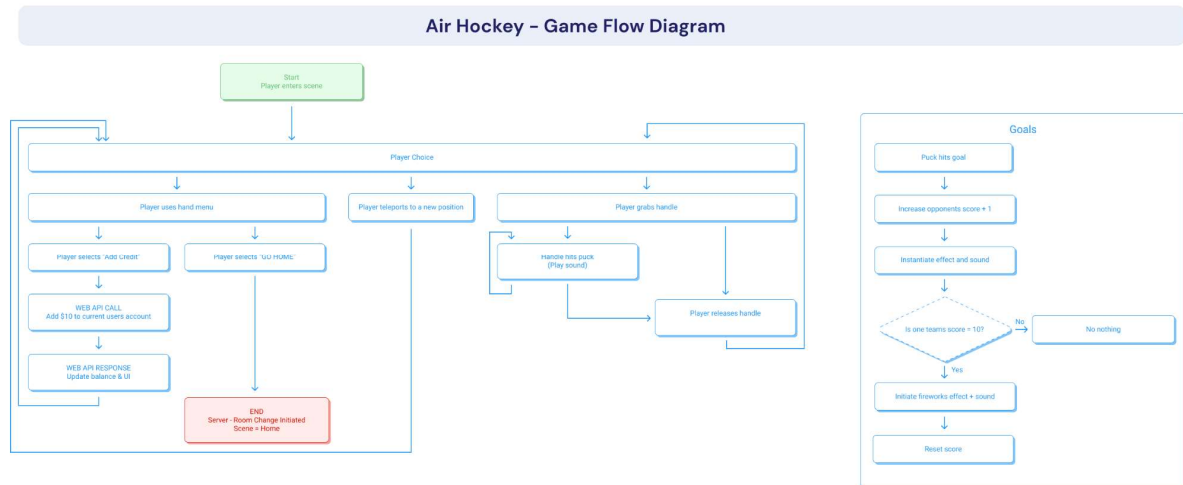 Air Hockey - Game Flow Diagram
Start
Player enters scene
Player Choice
Player uses hand menu
Player teleports to a new position
Player grabs handle
Player selects 'Add Credit'
Player selects 'GO HOME'
Handle hits puck
(Play sound)
WEB API CALL
Add $10 to current users account
Player releases handle
WEB API RESPONSE
Update balance & UI
END
Server - Room Change Initiated
Scene = Home
Goals
Puck hits goal
Increase opponents score + 1
Instantiate effect and sound
Is one teams score = 10?
No
No nothing
Yes
Initiate fireworks effect + sound
Reset score